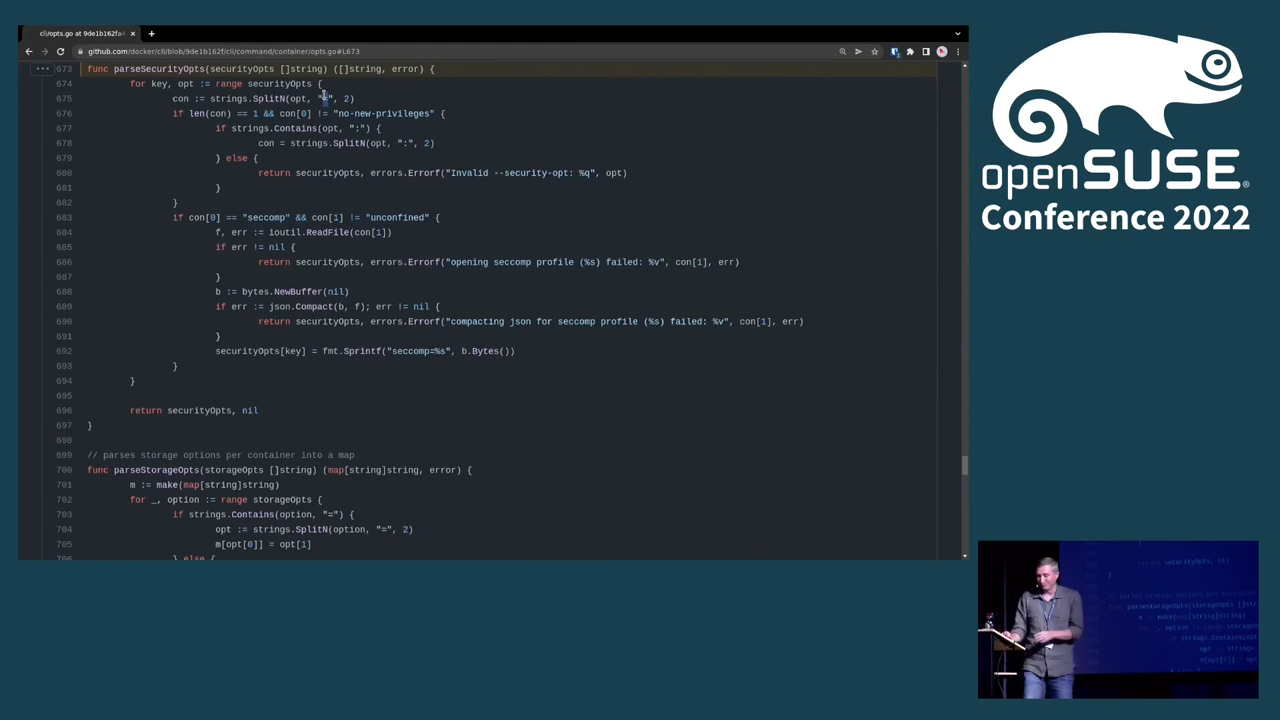 cli/opts.go at 9de1b162fa
github.com/docker/cli/blob/9de1b162f/cli/command/container/opts.go#L673
673 func parseSecurityOpts(securityOpts []string) ([]string, error) {
674 for key, opt := range securityOpts {
675 con := strings.SplitN(opt, "=", 2)
676 if len(con) == 1 && con[0] != "no-new-privileges" {
677 if strings.Contains(opt, ":") {
678 con = strings.SplitN(opt, ":", 2)
679 } else {
680 return securityOpts, errors.Errorf("Invalid --security-opt: %q", opt)
681 }
682 }
683 if con[0] == "seccomp" && con[1] != "unconfined" {
684 f, err := ioutil.ReadFile(con[1])
685 if err != nil {
686 return securityOpts, errors.Errorf("opening seccomp profile (%s) failed: %v", con[1], err)
687 }
688 b := bytes.NewBuffer(nil)
689 if err := json.Compact(b, f); err != nil {
690 return securityOpts, errors.Errorf("compacting json for seccomp profile (%s) failed: %v", con[1], err)
691 }
692 securityOpts[key] = fmt.Sprintf("seccomp=%s", b.Bytes())
693 }
694 }
695
696 return securityOpts, nil
697 }
698
699 // parses storage options per container into a map
700 func parseStorageOpts(storageOpts []string) (map[string]string, error) {
701 m := make(map[string]string)
702 for _, option := range storageOpts {
703 if strings.Contains(option, "=") {
704 opt := strings.SplitN(option, "=", 2)
705 m[opt[0]] = opt[1]
706 } else {
openSUSE®
Conference 2022